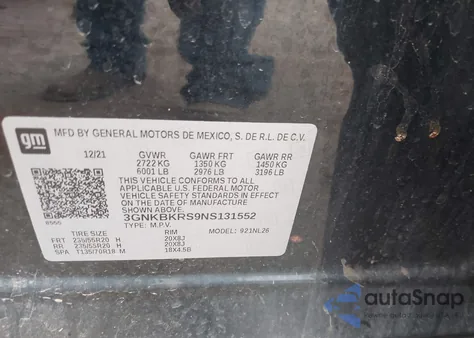 gm
MFD BY GENERAL MOTORS DE MEXICO, S. DE R.L. DE C.V.
12/21 GVWR GAWR FRT GAWR RR
2722 KG 1350 KG 1450 KG
6001 LB 2976 LB 3196 LB
THIS VEHICLE CONFORMS TO ALL
APPLICABLE U.S. FEDERAL MOTOR
VEHICLE SAFETY STANDARDS IN EFFECT ON
THE DATE OF MANUFACTURE SHOWN ABOVE.
3GNKBKRS9NS131552
TYPE: M.P.V. MODEL: 921NL26
TIRE SIZE RIM
FRT 235/55R20 H 20X8J
RR 235/55R20 H 20X8J
SPA T135/70R18 M 18X4.5B
autoSnap